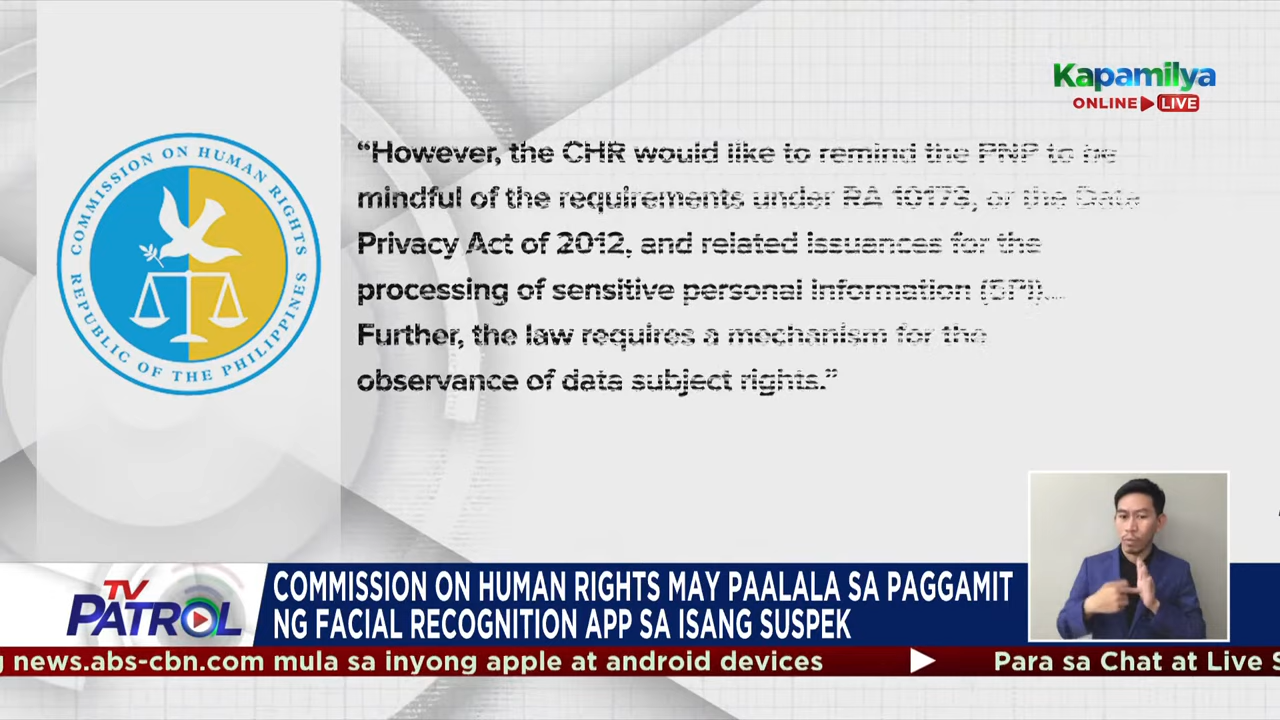 Kapamilya
ONLINE LIVE
“However, the CHR would like to remind the PNP to be
mindful of the requirements under RA 10173, or the Data
Privacy Act of 2012, and related issuances for the
processing of sensitive personal information (SPI)...
Further, the law requires a mechanism for the
observance of data subject rights.”
COMMISSION ON HUMAN RIGHTS
REPUBLIC OF THE PHILIPPINES
TV PATROL
COMMISSION ON HUMAN RIGHTS MAY PAALALA SA PAGGAMIT
NG FACIAL RECOGNITION APP SA ISANG SUSPEK
news.abs-cbn.com mula sa inyong apple at android devices Para sa Chat at Live